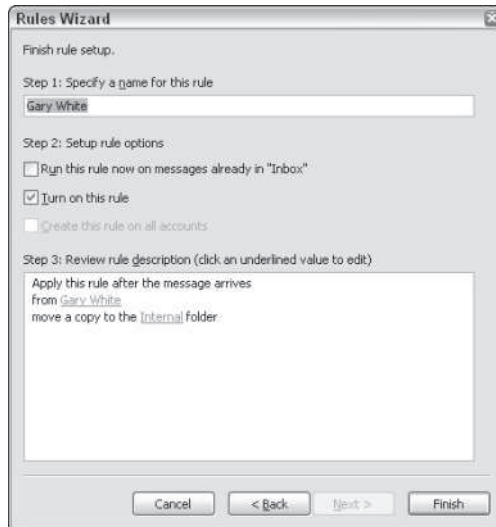 Rules Wizard
Finish rule setup.
Step 1: Specify a name for this rule
Gary White
Step 2: Setup rule options
Run this rule now on messages already in "Inbox"
Turn on this rule
Create this rule on all accounts
Step 3: Review rule description (click an underlined value to edit)
Apply this rule after the message arrives
from Gary White
move a copy to the Internal folder
Cancel
< Back
Next >
Finish